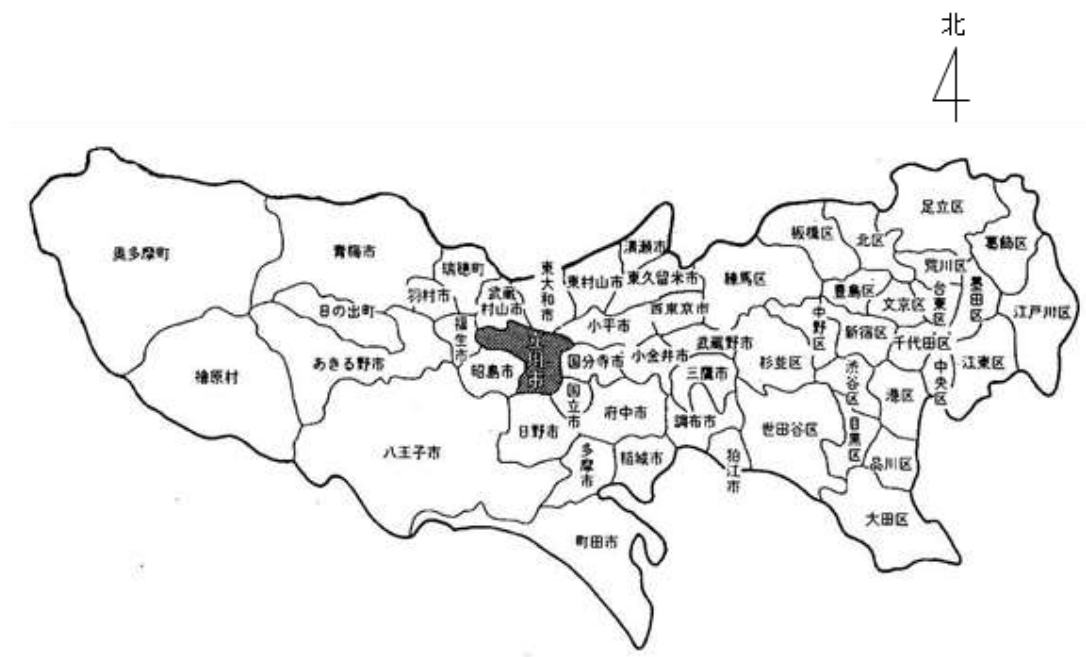 北
足立区
葛飾区
板橋区
北区
清瀬市
奥多摩町
青梅市
瑞穂町
東大和市
東村山市
東久留米市
練馬区
荒川区
墨田区
台東区
豊島区
文京区
江戸川区
羽村市
武蔵
村山市
日の出町
西東京市
小平市
中野区
新宿区
千代田区
武蔵野市
福生市
立川市
国分寺市
小金井市
杉並区
江東区
中央区
渋谷区
港区
あきる野市
昭島市
三鷹市
檜原村
国立市
府中市
調布市
世田谷区
目黒区
日野市
八王子市
多摩市
稲城市
狛江市
品川区
大田区
町田市